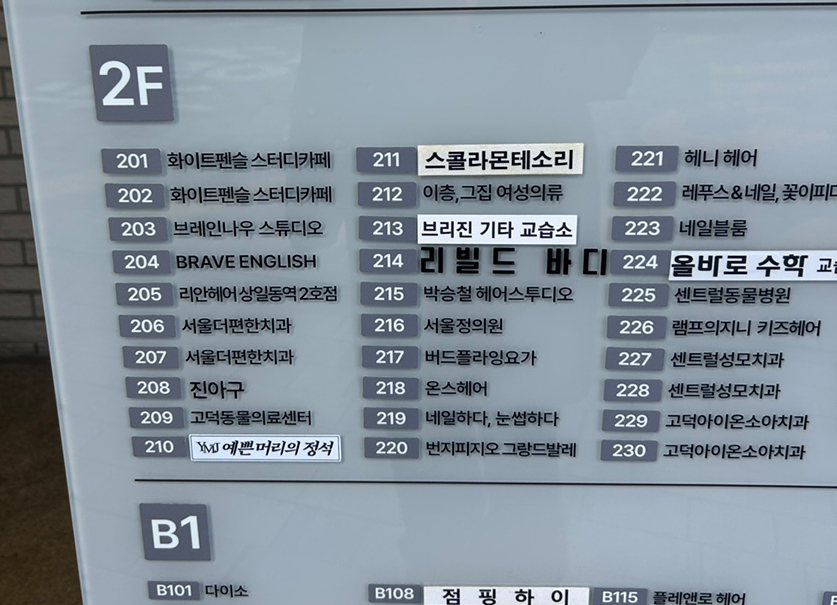 2F
201 화이트펜슬 스터디카페
202 화이트펜슬 스터디카페
203 브레인나우 스튜디오
204 BRAVE ENGLISH
205 리안헤어 상일동역 2호점
206 서울더편한치과
207 서울더편한치과
208 진아구
209 고덕동물의료센터
210 YMJ 예쁜머리의 정석
211 스콜라몬테소리
212 이층,그집 여성의류
213 브리진 기타 교습소
214 리빌드 바디
215 박승철 헤어스투디오
216 서울정의원
217 버드플라잉요가
218 온스헤어
219 네일하다, 눈썹하다
220 번지피지오 그랑드발레
221 헤니 헤어
222 레푸스&네일, 꽃이피다
223 네일블룸
224 올바로 수학 교습
225 센트럴동물병원
226 램프의지니 키즈헤어
227 센트럴성모치과
228 센트럴성모치과
229 고덕아이온소아치과
230 고덕아이온소아치과
B1
B101 다이소
B108 점핑하이
B115 플레앤로 헤어